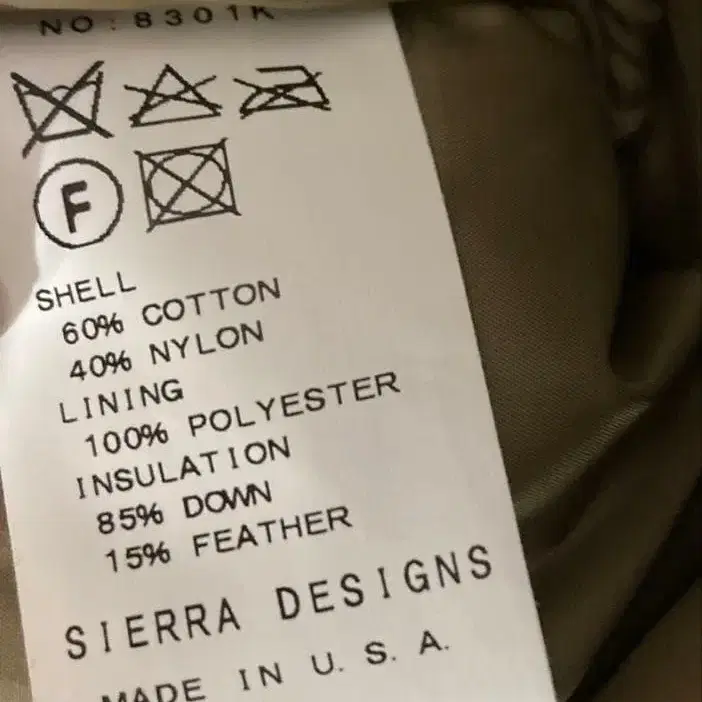 NO: 8301K
F
SHELL
60% COTTON
40% NYLON
LINING
100% POLYESTER
INSULATION
85% DOWN
15% FEATHER
SIERRA DESIGNS
MADE IN U. S. A.